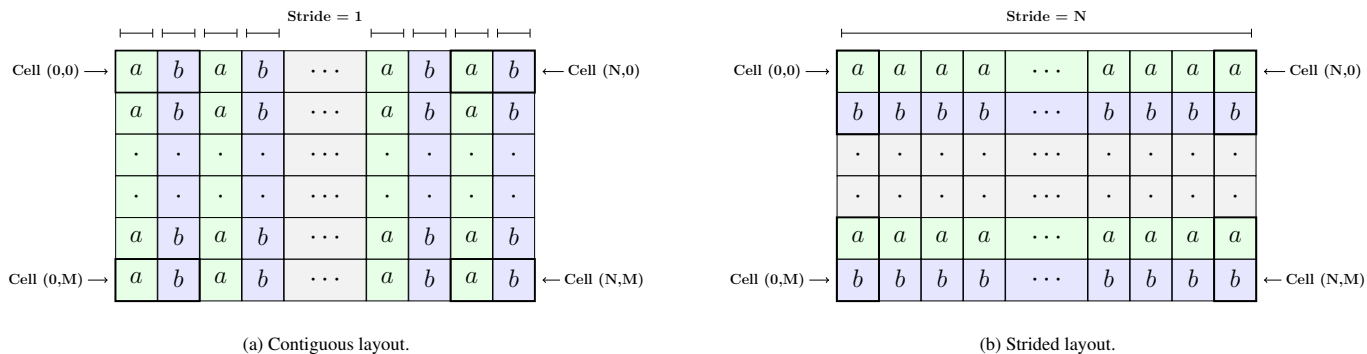 Stride = 1
Cell (0,0) a b a b ··· a b a b Cell (N,0)
a b a b ··· a b a b
· · · · ··· · · · ·
· · · · ··· · · · ·
a b a b ··· a b a b
Cell (0,M) a b a b ··· a b a b Cell (N,M)
(a) Contiguous layout.
Stride = N
Cell (0,0) a a a a ··· a a a a Cell (N,0)
b b b b ··· b b b b
· · · · ··· · · · ·
· · · · ··· · · · ·
a a a a ··· a a a a
Cell (0,M) b b b b ··· b b b b Cell (N,M)
(b) Strided layout.